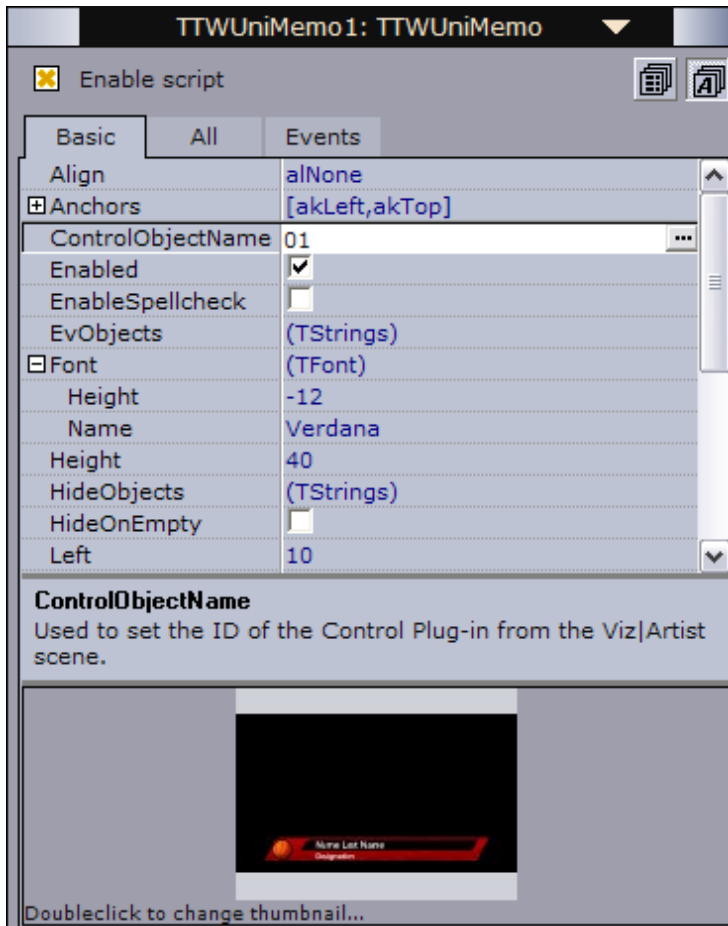 TTWUniMemo1: TTWUniMemo
Enable script
A
Basic All Events
Align alNone
Anchors [akLeft,akTop]
ControlObjectName 01 ...
Enabled
EnableSpellcheck
EvObjects (TStrings)
Font (TFont)
Height -12
Name Verdana
Height 40
HideObjects (TStrings)
HideOnEmpty
Left 10
ControlObjectName
Used to set the ID of the Control Plug-in from the Viz|Artist
scene.
Name Last Name
Designation
Doubleclick to change thumbnail...